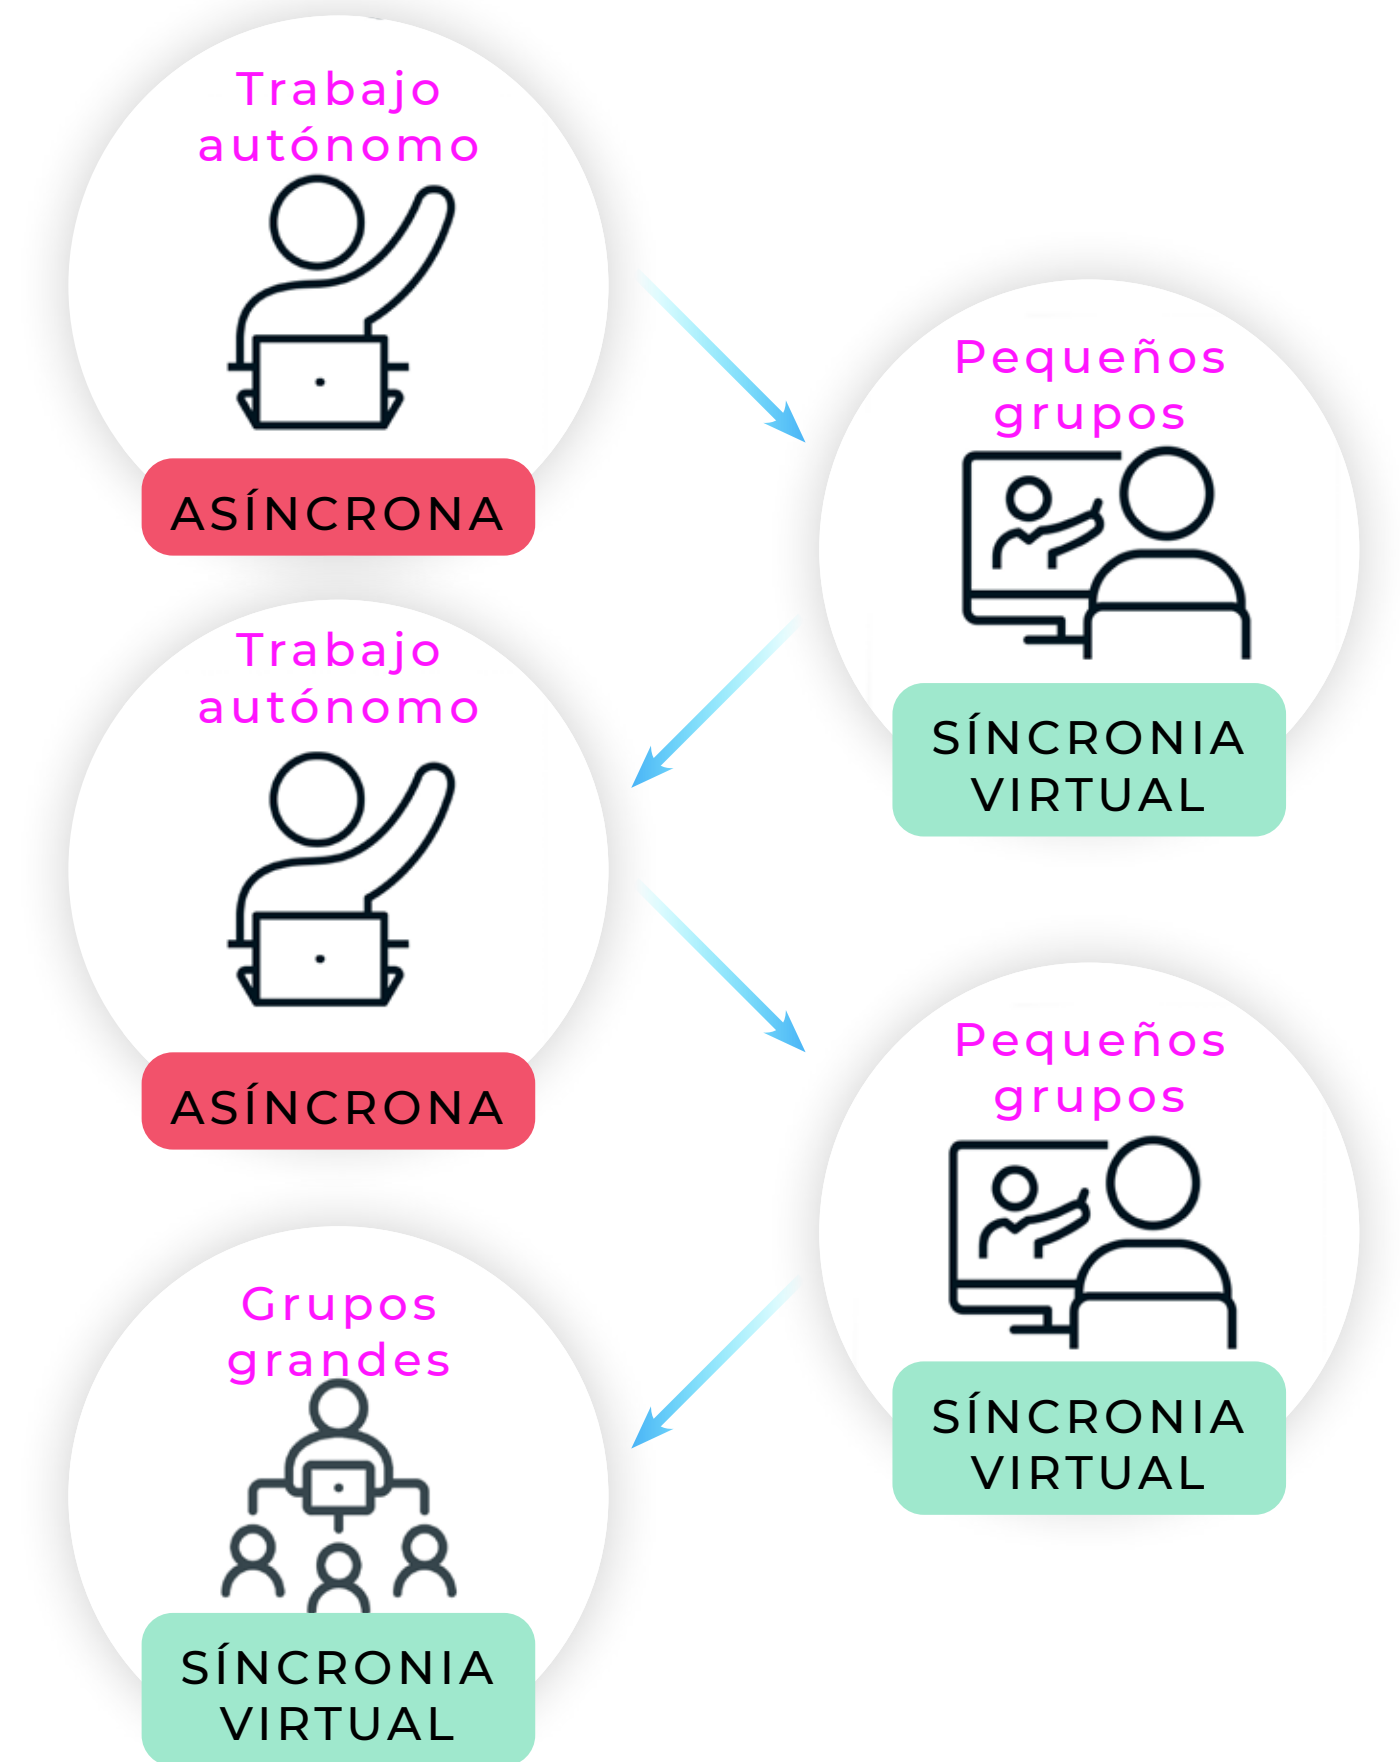 Trabajo
autónomo
ASÍNCRONA
Pequeños
grupos
SÍNCRONIA
VIRTUAL
Trabajo
autónomo
ASÍNCRONA
Pequeños
grupos
SÍNCRONIA
VIRTUAL
Grupos
grandes
SÍNCRONIA
VIRTUAL